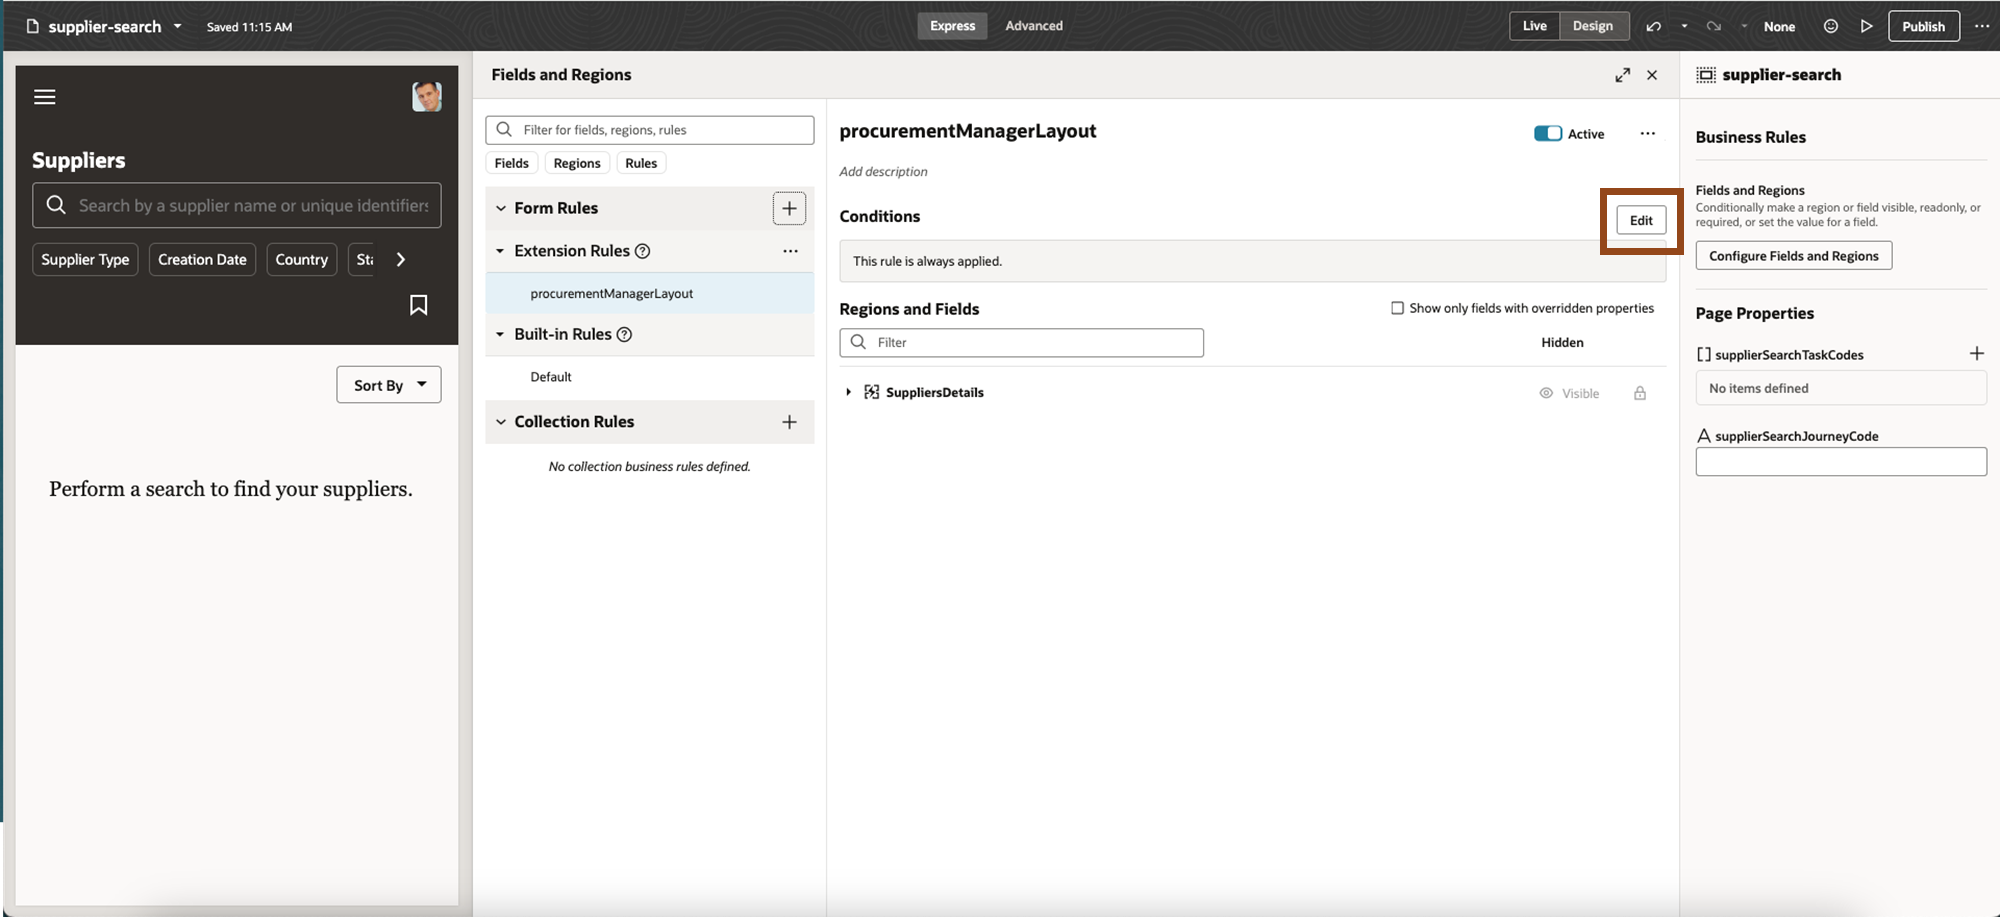 supplier-search
Saved 11:15 AM
Express
Advanced
Live
Design
None
Publish
Suppliers
Search by a supplier name or unique identifiers
Supplier Type
Creation Date
Country
Sta
Sort By
Perform a search to find your suppliers.
Fields and Regions
Filter for fields, regions, rules
Fields
Regions
Rules
Form Rules
Extension Rules
procurementManagerLayout
Built-in Rules
Default
Collection Rules
No collection business rules defined.
procurementManagerLayout
Active
Add description
Conditions
Edit
This rule is always applied.
Regions and Fields
Show only fields with overridden properties
Filter
Hidden
SuppliersDetails
Visible
supplier-search
Business Rules
Fields and Regions
Conditionally make a region or field visible, readonly, or
required, or set the value for a field.
Configure Fields and Regions
Page Properties
supplierSearchTaskCodes
No items defined
supplierSearchJourneyCode